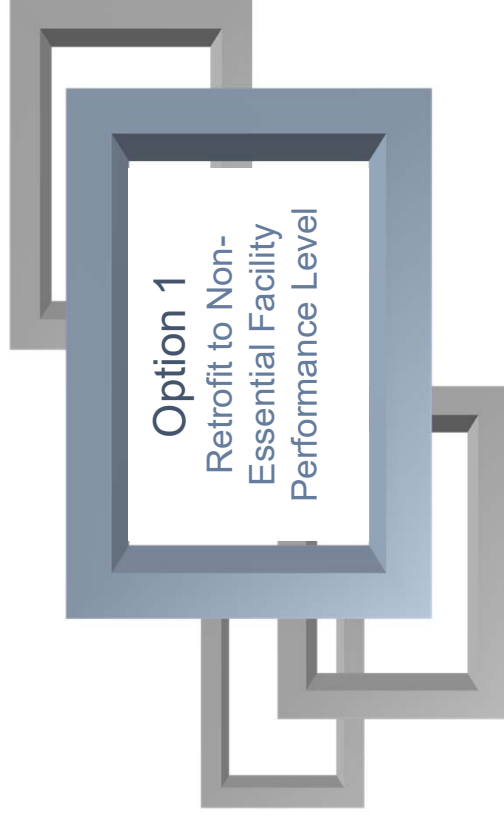 Option 1
Retrofit to Non-
Essential Facility
Performance Level